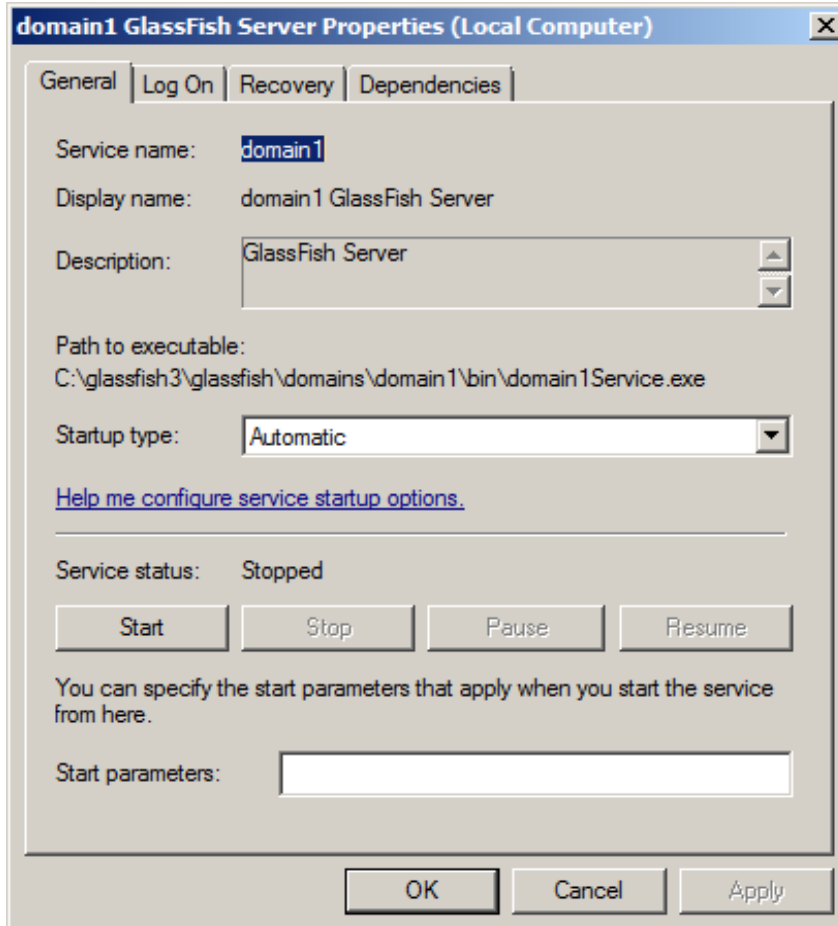 domain1 GlassFish Server Properties (Local Computer)
General Log On Recovery Dependencies
Service name: domain1
Display name: domain1 GlassFish Server
Description: GlassFish Server
Path to executable:
C:\glassfish3\glassfish\domains\domain1\bin\domain1Service.exe
Startup type: Automatic
Help me configure service startup options.
Service status: Stopped
Start Stop Pause Resume
You can specify the start parameters that apply when you start the service
from here.
Start parameters:
OK Cancel Apply